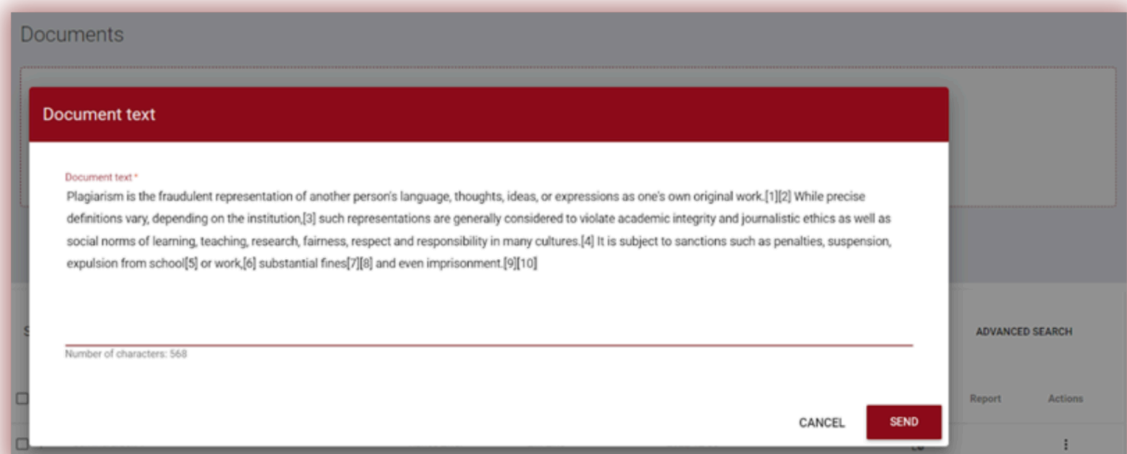 Documents
Document text
Document text *
Plagiarism is the fraudulent representation of another person's language, thoughts, ideas, or expressions as one's own original work.[1][2] While precise
definitions vary, depending on the institution,[3] such representations are generally considered to violate academic integrity and journalistic ethics as well as
social norms of learning, teaching, research, fairness, respect and responsibility in many cultures.[4] It is subject to sanctions such as penalties, suspension,
expulsion from school[5] or work,[6] substantial fines[7][8] and even imprisonment.[9][10]
ADVANCED SEARCH
Number of characters: 568
Report Actions
CANCEL SEND